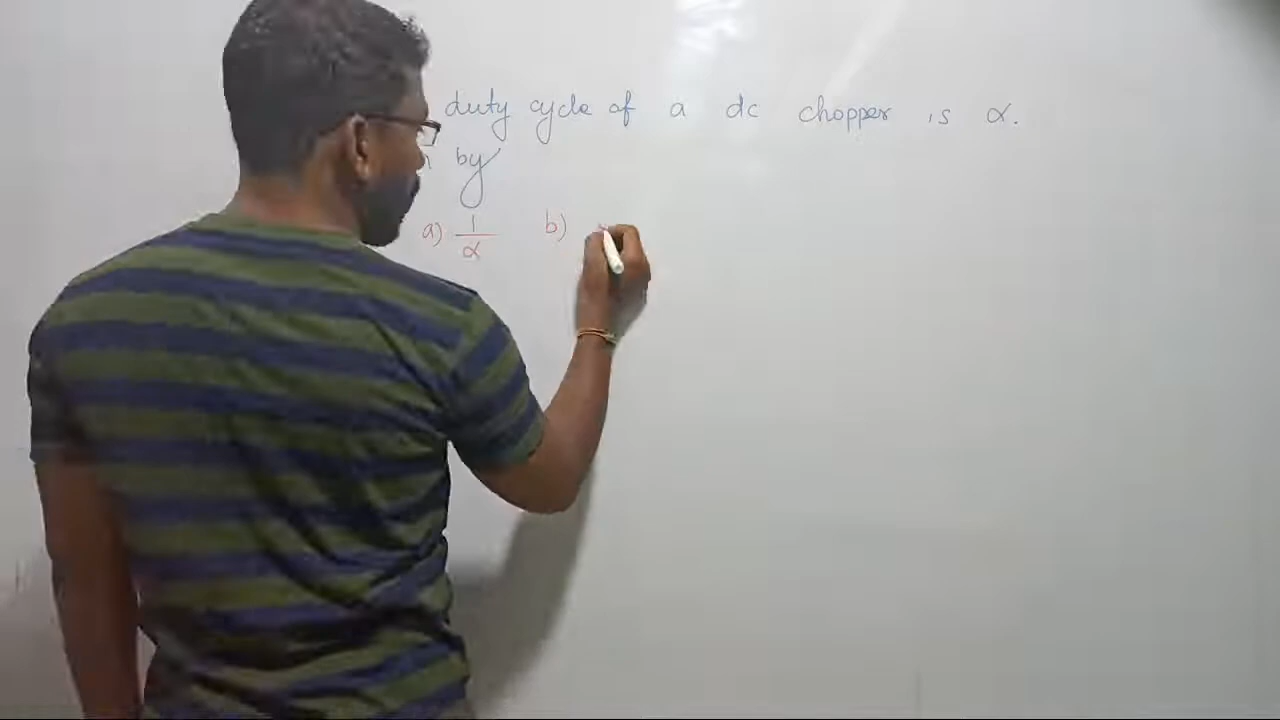 duty cycle of a dc chopper is α.
by
a) 1/α b)